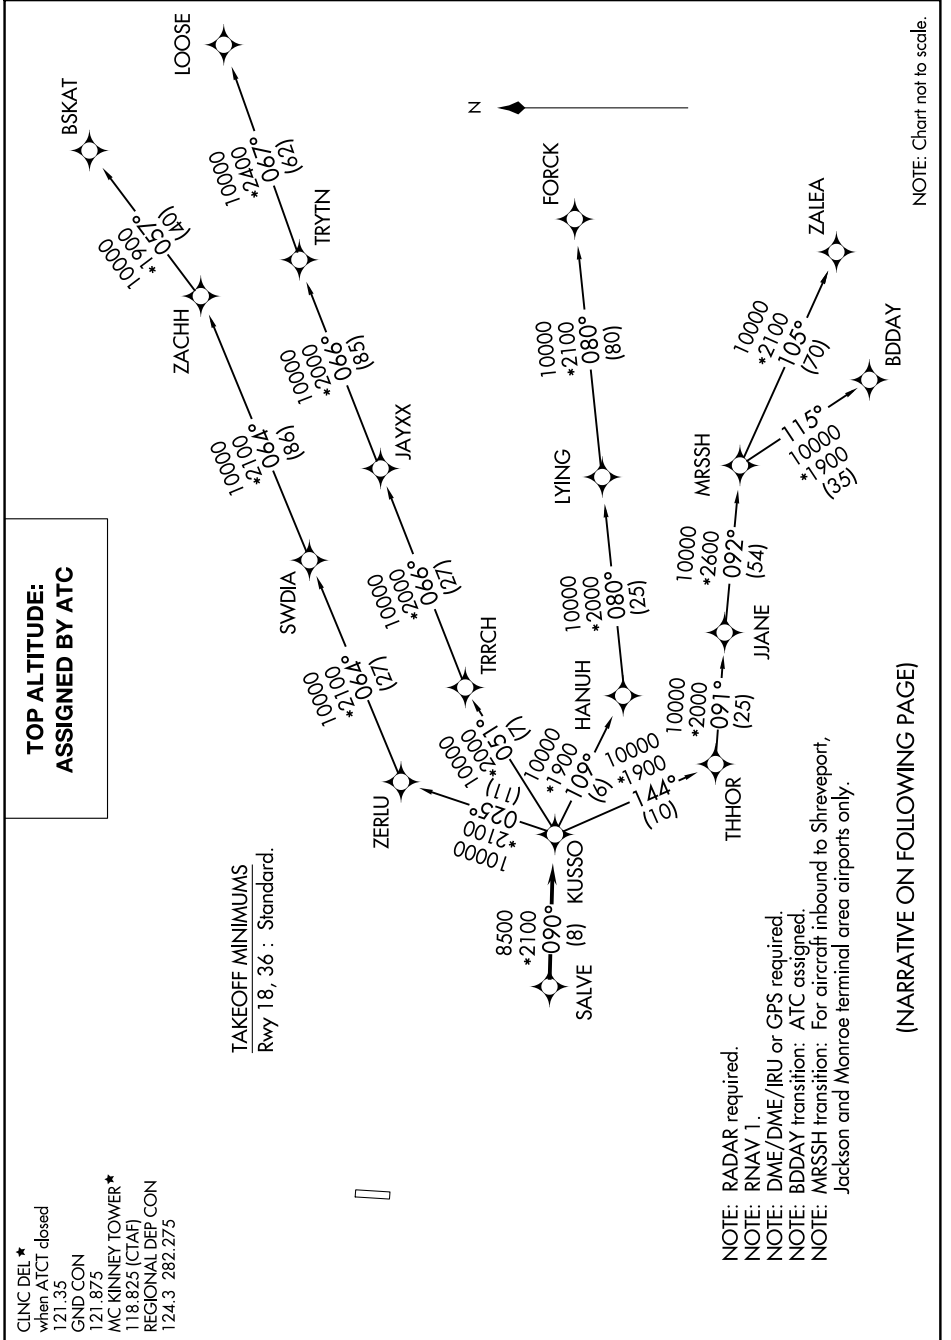 CLNC DEL★
when ATCT closed
121.35
GND CON
121.875
MC KINNEY TOWER★
118.825 (CTAF)
REGIONAL DEP CON
124.3 282.275
TOP ALTITUDE:
ASSIGNED BY ATC
TAKEOFF MINIMUMS
Rwy 18, 36 : Standard.
BSKAT
LOOSE
10000
*1900
057°
(40)
ZACHH
10000
*2400
067°
(62)
TRYTN
10000
*2100
064°
(86)
SWDIA
10000
*2000
066°
(85)
JAYXX
10000
*2100
064°
(27)
ZERLU
10000
*2000
066°
(27)
TRRCH
10000
*2100
025°
(11)
10000
*2000
051°
(7)
N
FORCK
10000
*2100
080°
(80)
LYING
10000
*2000
080°
(25)
HANUH
10000
*1900
109°
(6)
8500
*2100
090°
(8)
SALVE
KUSSO
10000
*1900
144°
(10)
THHOR
10000
*2000
091°
(25)
JJANE
10000
*2600
092°
(54)
MRSSH
10000
*2100
105°
(70)
ZALEA
115°
10000
*1900
(35)
BDDAY
NOTE: RADAR required.
NOTE: RNAV 1.
NOTE: DME/DME/IRU or GPS required.
NOTE: BDDAY transition: ATC assigned.
NOTE: MRSSH transition: For aircraft inbound to Shreveport,
Jackson and Monroe terminal area airports only.
(NARRATIVE ON FOLLOWING PAGE)
NOTE: Chart not to scale.